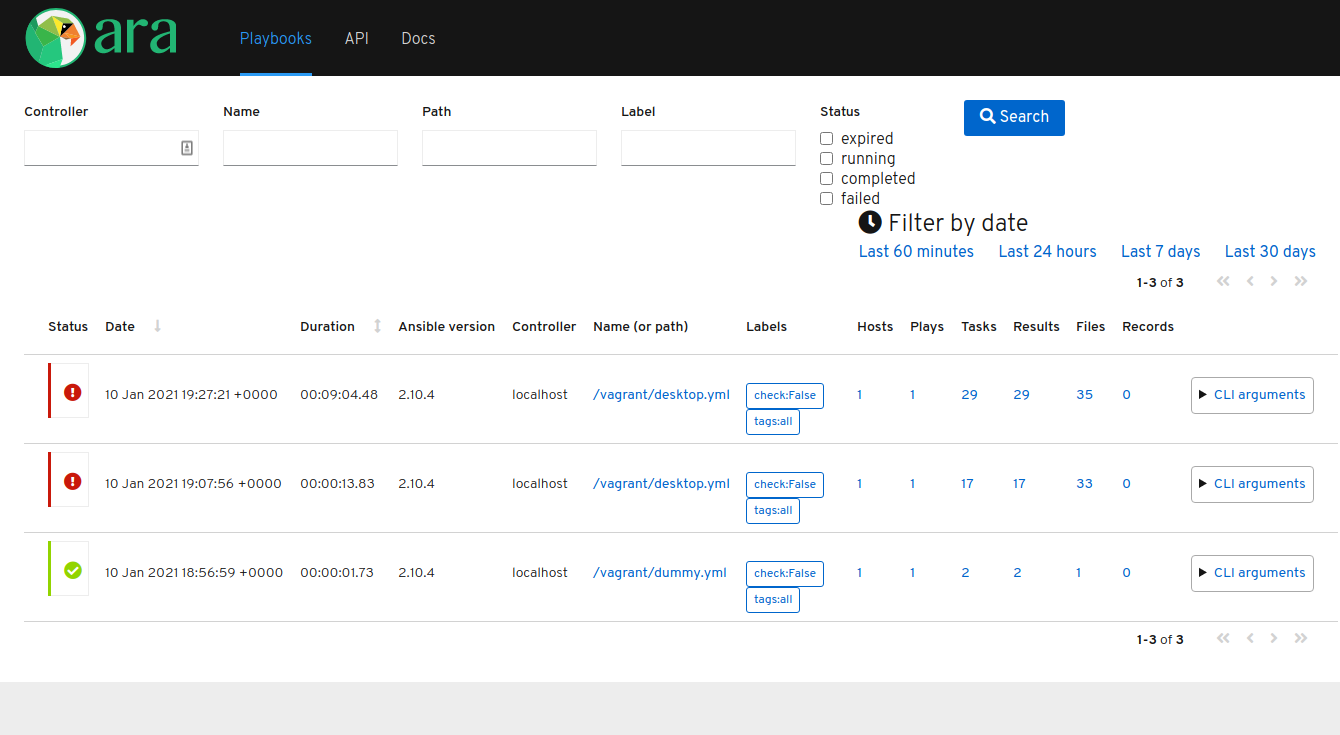 ara Playbooks API Docs
Controller Name Path Label Status Search
expired
running
completed
failed
Filter by date
Last 60 minutes Last 24 hours Last 7 days Last 30 days
1-3 of 3
Status Date Duration Ansible version Controller Name (or path) Labels Hosts Plays Tasks Results Files Records
10 Jan 2021 19:27:21 +0000 00:09:04.48 2.10.4 localhost /vagrant/desktop.yml check:False 1 1 29 29 35 0 CLI arguments
tags:all
10 Jan 2021 19:07:56 +0000 00:00:13.83 2.10.4 localhost /vagrant/desktop.yml check:False 1 1 17 17 33 0 CLI arguments
tags:all
10 Jan 2021 18:56:59 +0000 00:00:01.73 2.10.4 localhost /vagrant/dummy.yml check:False 1 1 2 2 1 0 CLI arguments
tags:all
1-3 of 3